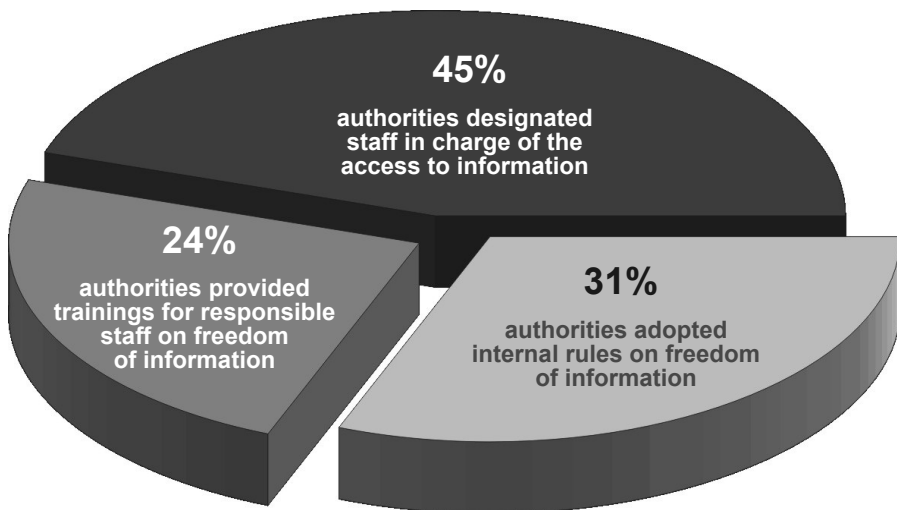 45%
authorities designated
staff in charge of the
access to information
24%
authorities provided
trainings for responsible
staff on freedom
of information
31%
authorities adopted
internal rules on freedom
of information